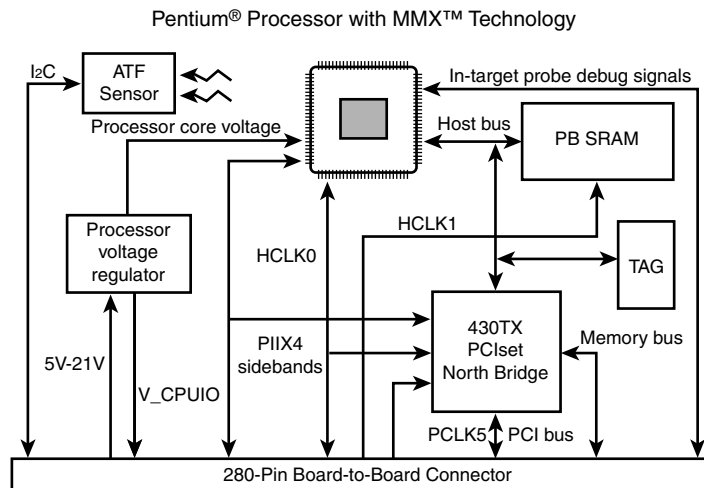 Pentium® Processor with MMX™ Technology
I2C
ATF
Sensor
In-target probe debug signals
Processor core voltage
Host bus
PB SRAM
Processor
voltage
regulator
HCLK0
HCLK1
TAG
5V-21V
V_CPUIO
PIIX4
sidebands
430TX
PCIset
North Bridge
Memory bus
PCLK5
PCI bus
280-Pin Board-to-Board Connector